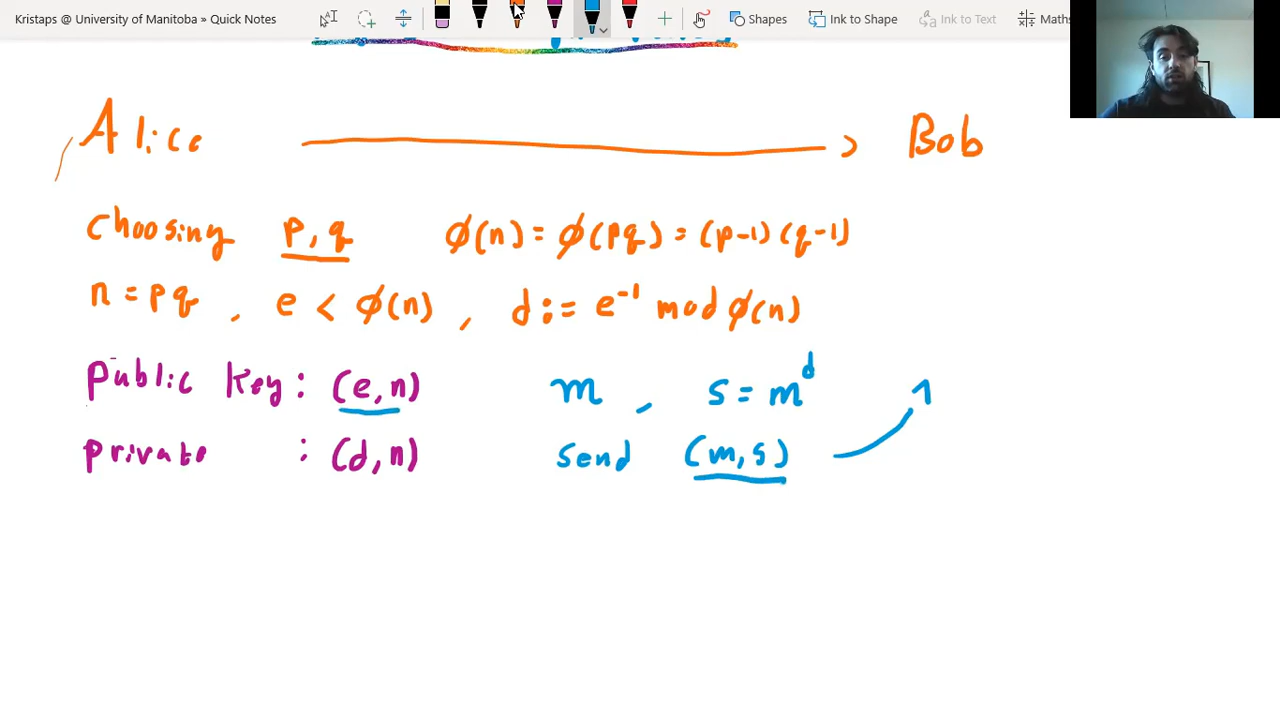 Kristaps @ University of Manitoba » Quick Notes
Shapes Ink to Shape Ink to Text Maths
Alice Bob
Choosing p, q ϕ(n) = ϕ(pq) = (p-1)(q-1)
n = pq , e < ϕ(n) , d := e⁻¹ mod ϕ(n)
public key : (e,n) m , s = mᵈ
private : (d,n) send (m,s)